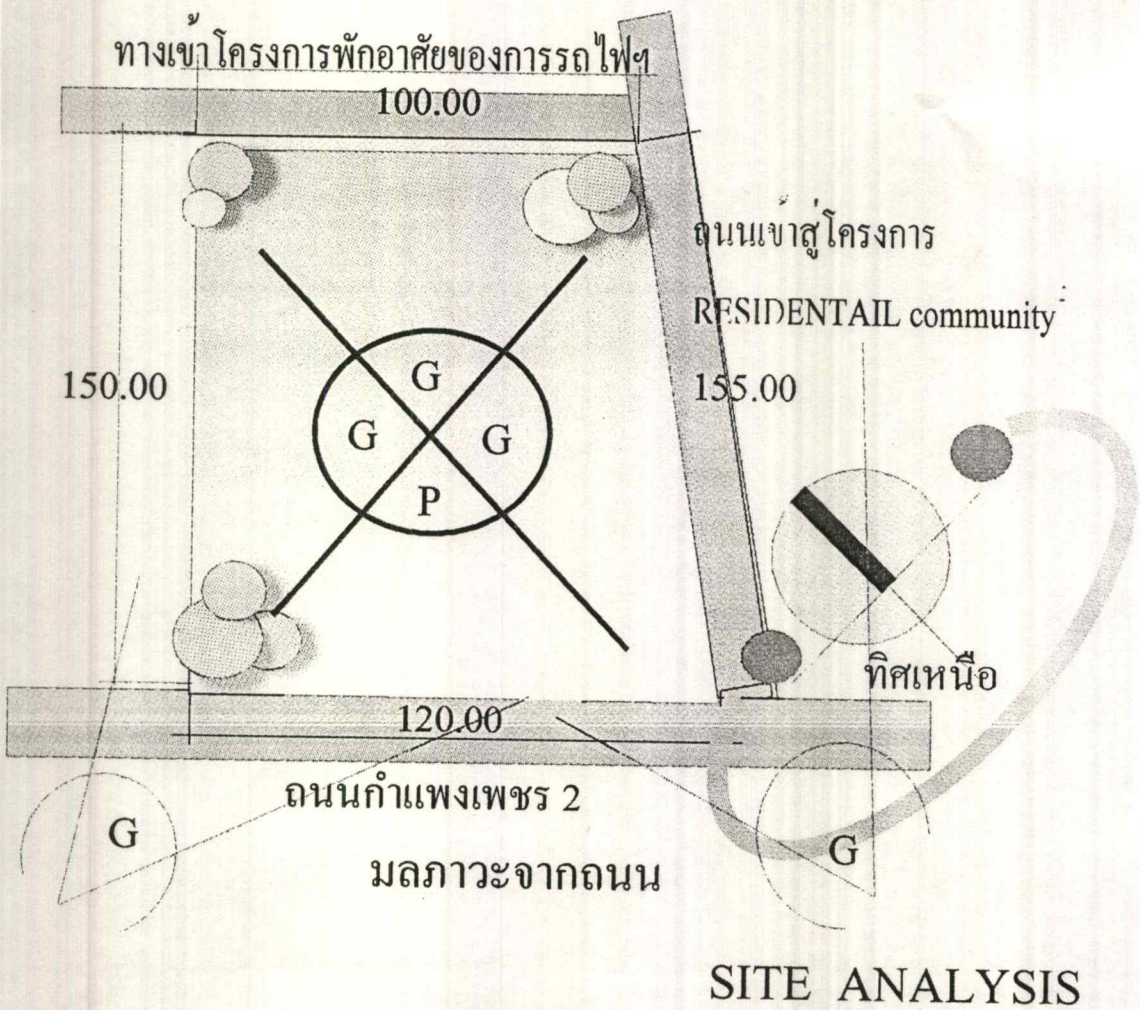 ทางเข้าโครงการพักอาศัยของการรถไฟฯ
100.00
ถนนเข้าสู่โครงการ
RESIDENTAIL community
150.00
155.00
G
G
G
P
ทิศเหนือ
120.00
ถนนกำแพงเพชร 2
G
G
มลภาวะจากถนน
SITE ANALYSIS